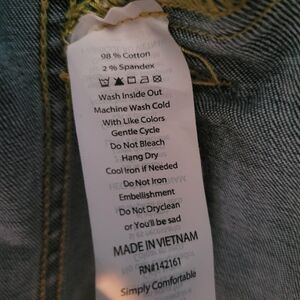 98 % Cotton
2 % Spandex
Wash Inside Out
Machine Wash Cold
With Like Colors
Gentle Cycle
Do Not Bleach
Hang Dry
Cool Iron if Needed
Do Not Iron
Embellishment
Do Not Dryclean
or You'll be sad
MADE IN VIETNAM
RN#142161
Simply Comfortable